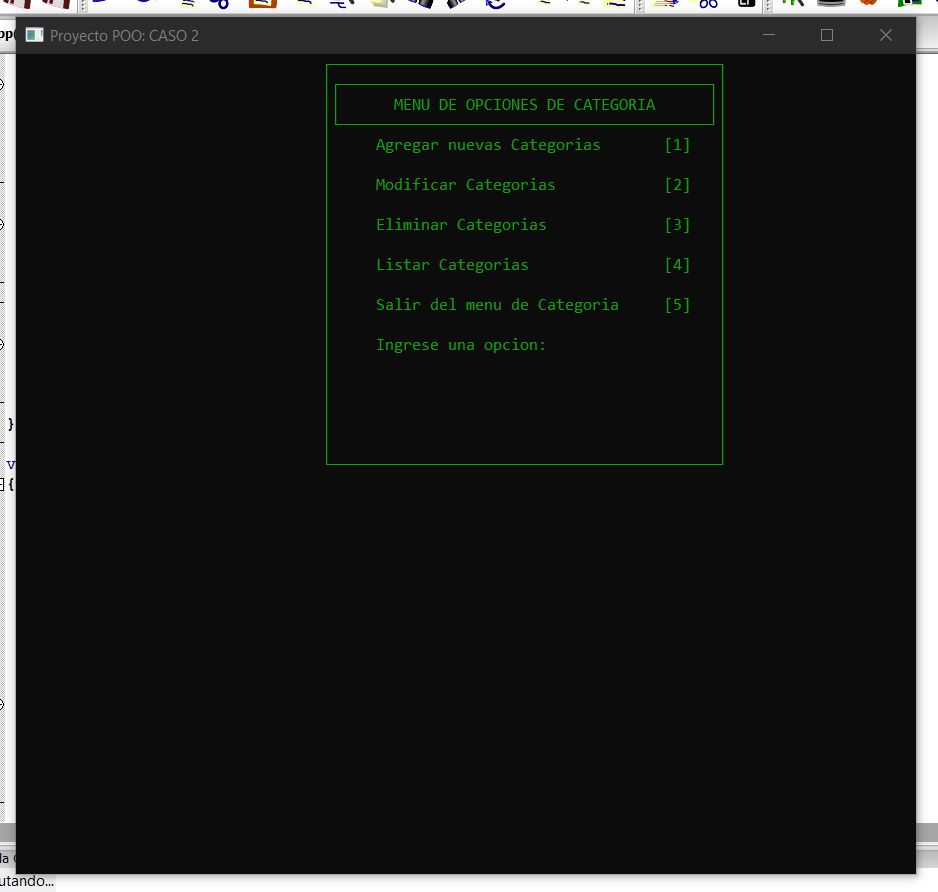 Proyecto POO: CASO 2
MENU DE OPCIONES DE CATEGORIA
Agregar nuevas Categorias [1]
Modificar Categorias [2]
Eliminar Categorias [3]
Listar Categorias [4]
Salir del menu de Categoria [5]
Ingrese una opcion:
}
{
utando...